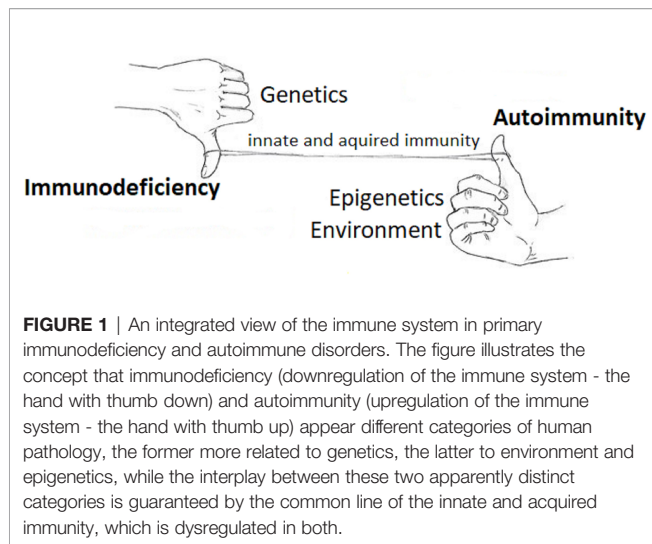 Genetics
Autoimmunity
innate and aquired immunity
Immunodeficiency
Epigenetics
Environment
FIGURE 1 | An integrated view of the immune system in primary
immunodeficiency and autoimmune disorders. The figure illustrates the
concept that immunodeficiency (downregulation of the immune system - the
hand with thumb down) and autoimmunity (upregulation of the immune
system - the hand with thumb up) appear different categories of human
pathology, the former more related to genetics, the latter to environment and
epigenetics, while the interplay between these two apparently distinct
categories is guaranteed by the common line of the innate and acquired
immunity, which is dysregulated in both.